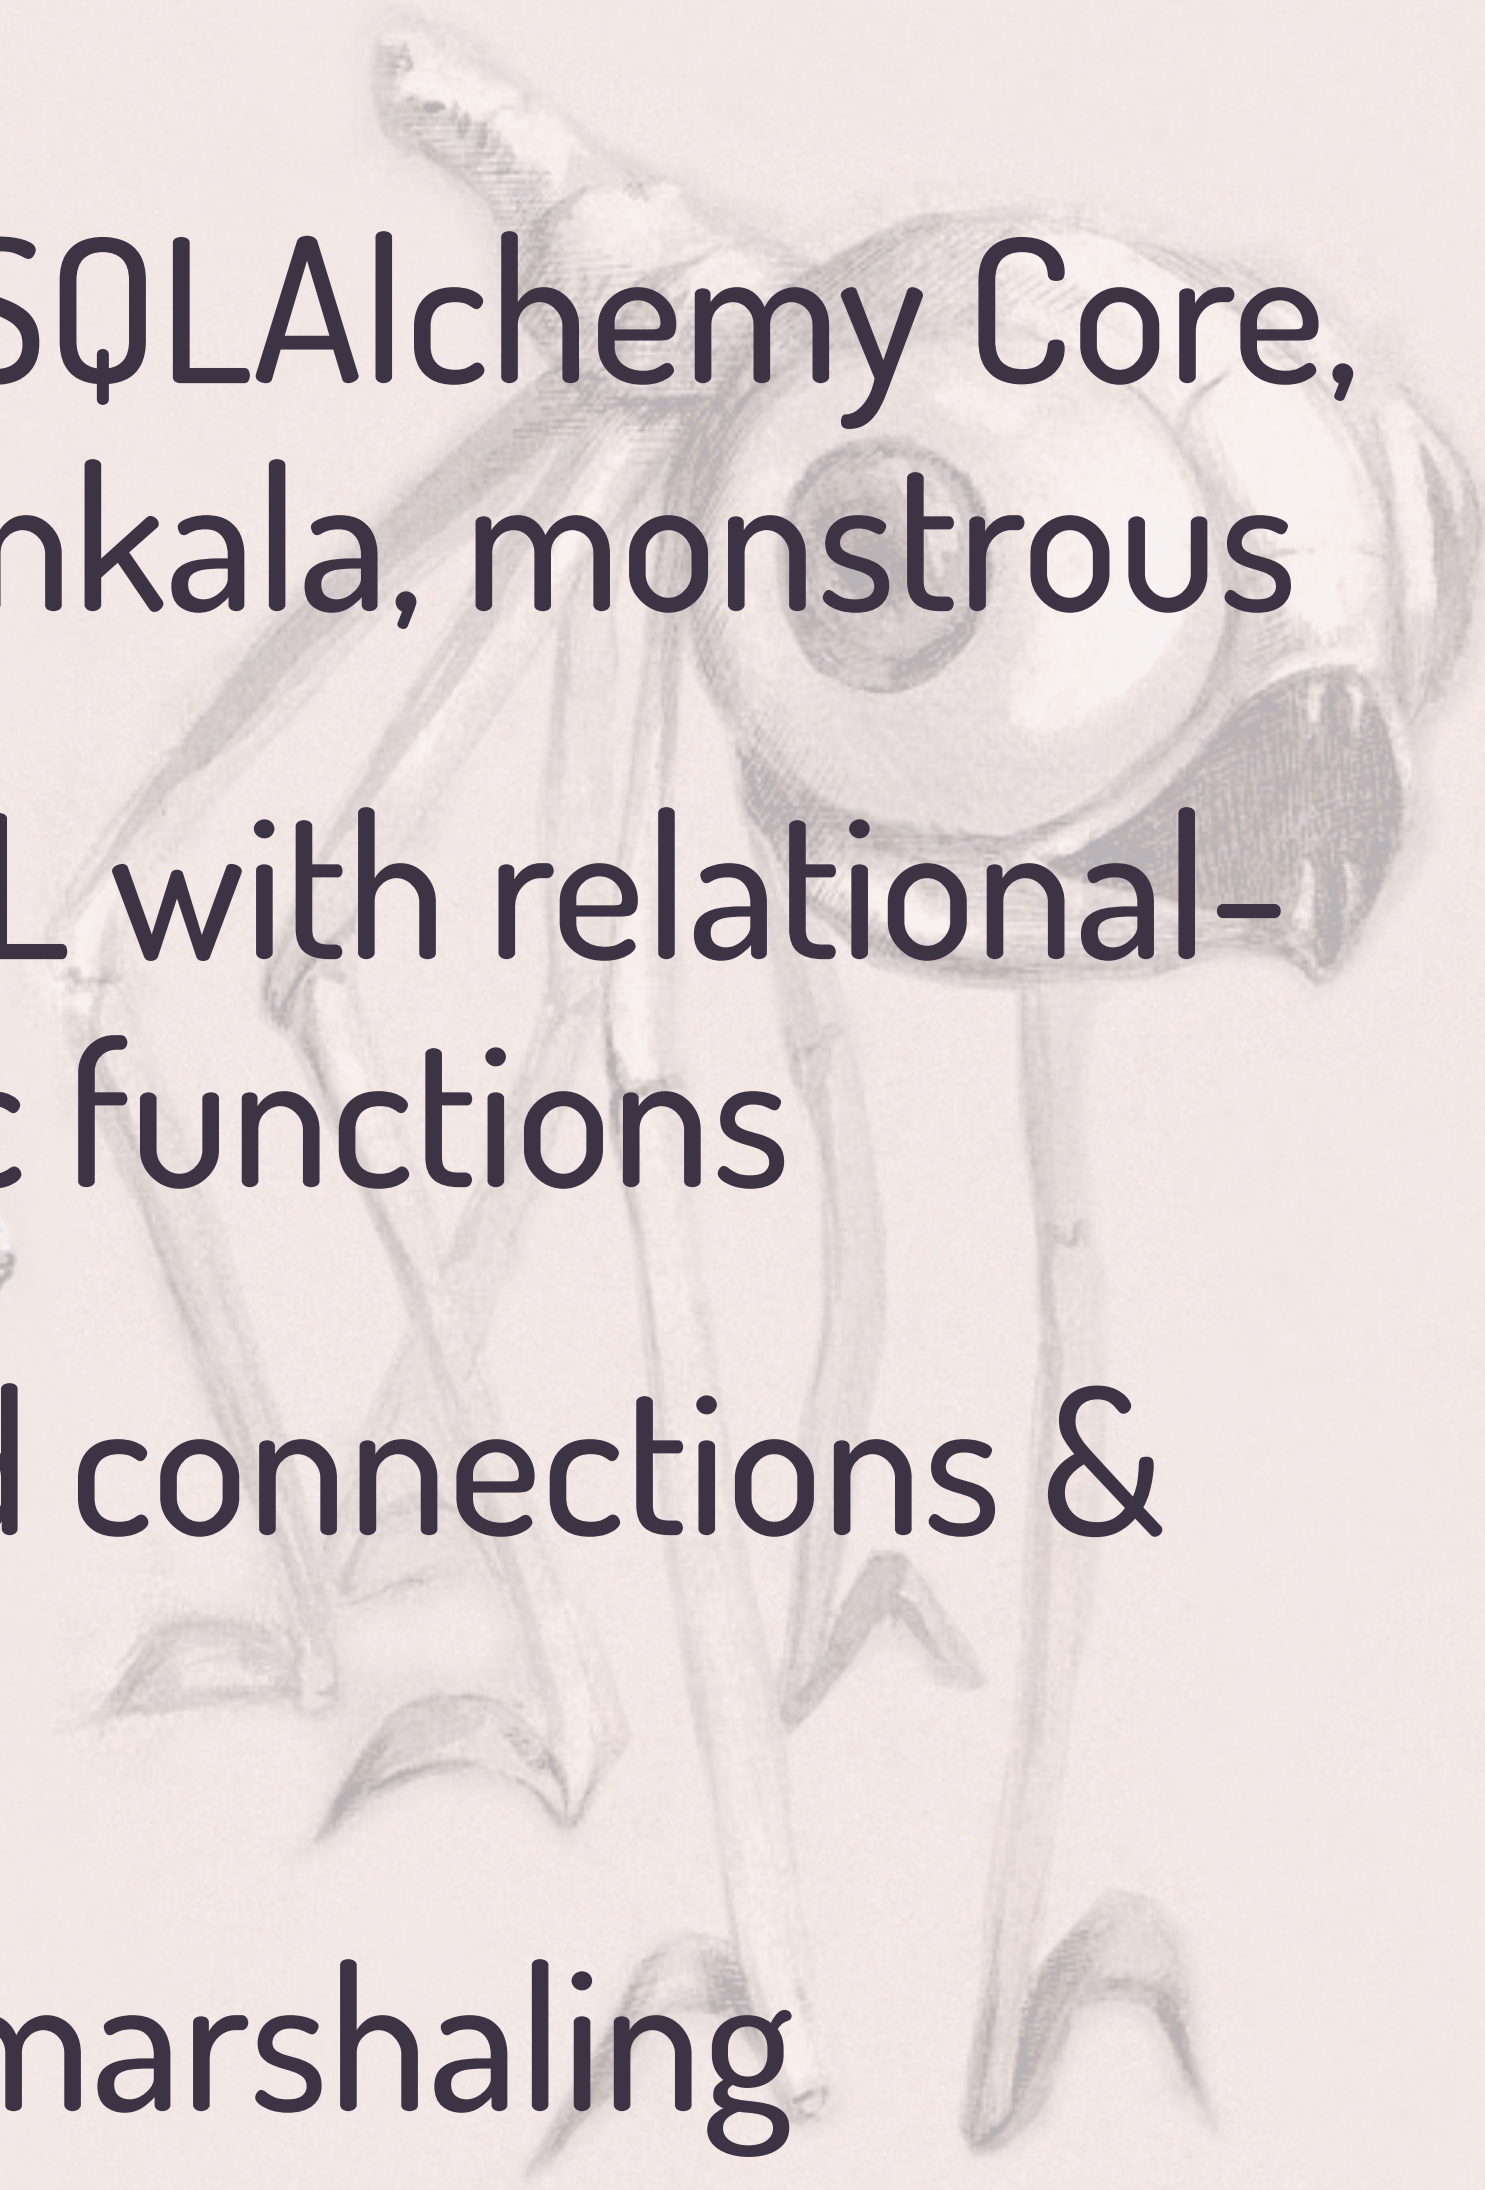 SQLAlchemy Core,
nkala, monstrous
L with relational-
c functions
d connections &
marshaling